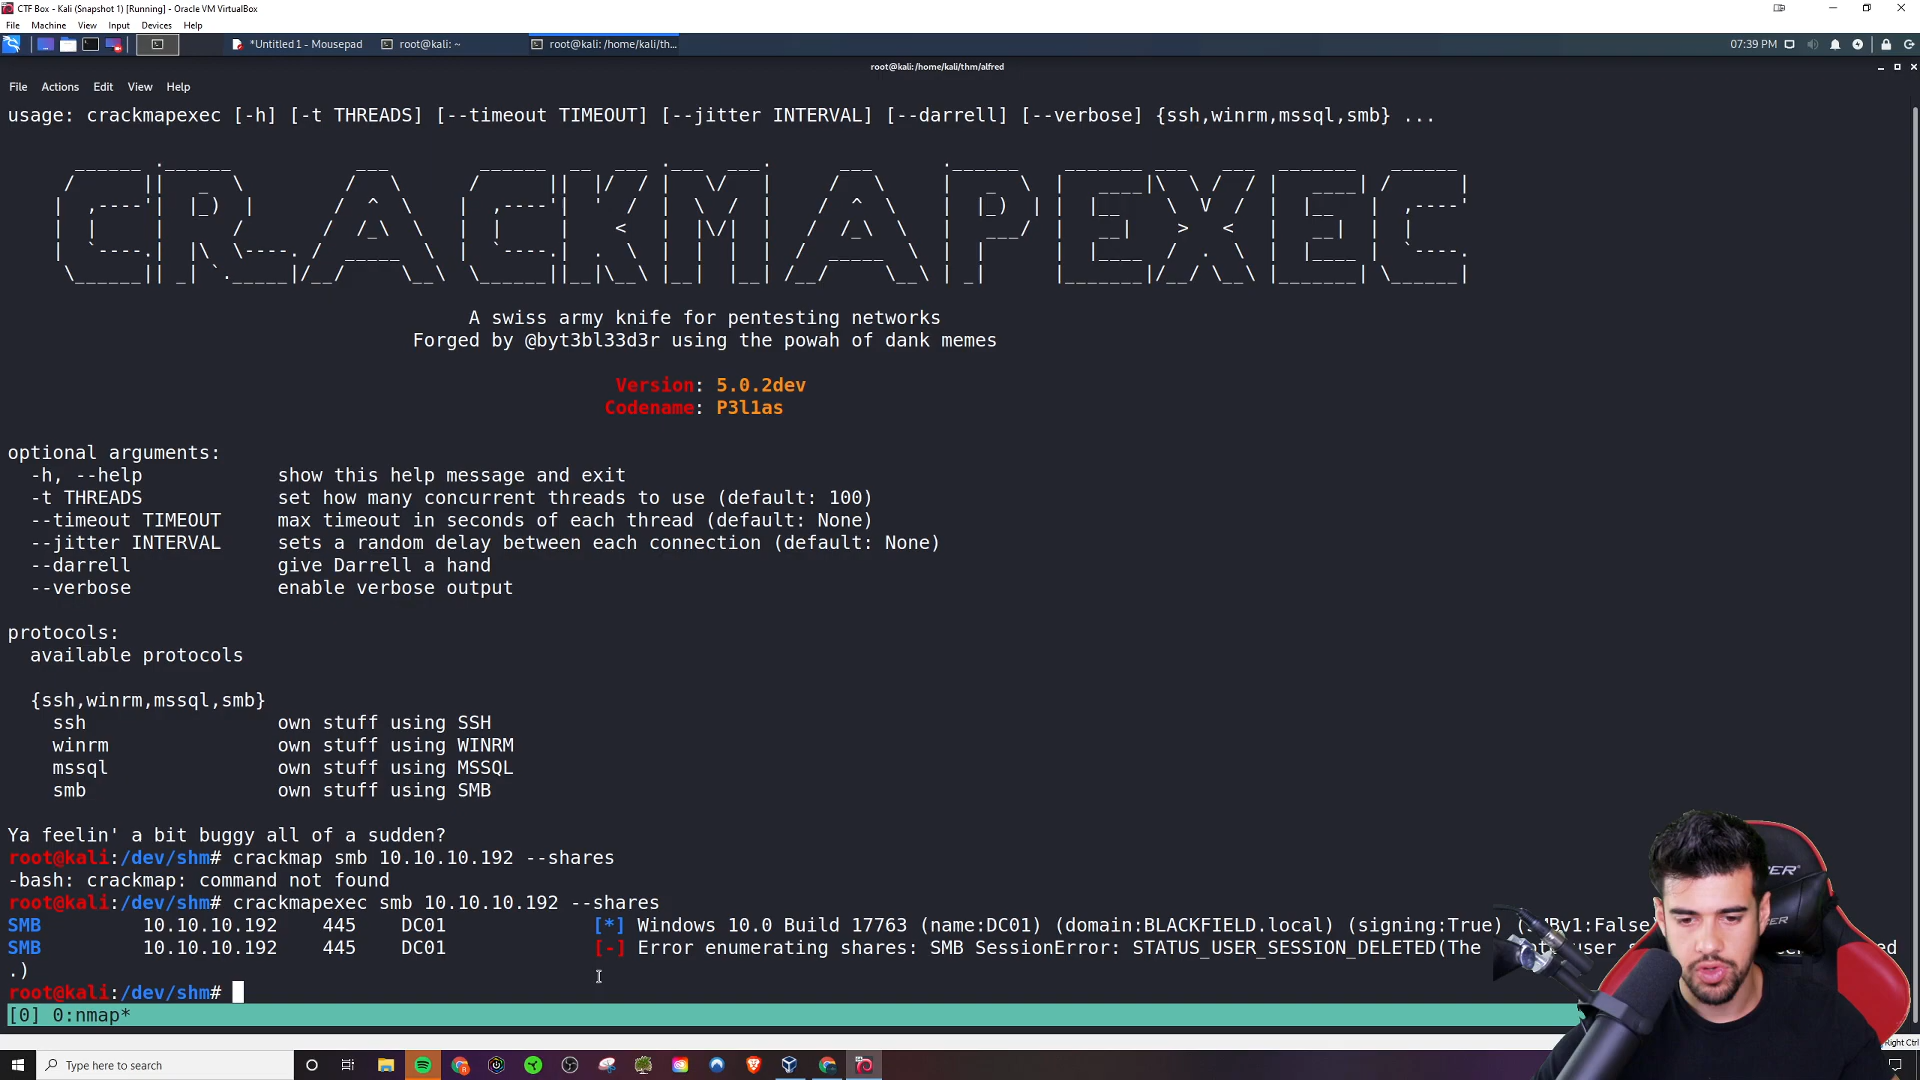 CTF Box - Kali (Snapshot 1) [Running] - Oracle VM VirtualBox
File Machine View Input Devices Help
*Untitled 1 - Mousepad
root@kali: ~
root@kali: /home/kali/th...
07:39 PM
root@kali: /home/kali/thm/alfred
File Actions Edit View Help
usage: crackmapexec [-h] [-t THREADS] [--timeout TIMEOUT] [--jitter INTERVAL] [--darrell] [--verbose] {ssh,winrm,mssql,smb} ...
CRACKMAPEXEC
A swiss army knife for pentesting networks
Forged by @byt3bl33d3r using the powah of dank memes
Version: 5.0.2dev
Codename: P3l1as
optional arguments:
-h, --help show this help message and exit
-t THREADS set how many concurrent threads to use (default: 100)
--timeout TIMEOUT max timeout in seconds of each thread (default: None)
--jitter INTERVAL sets a random delay between each connection (default: None)
--darrell give Darrell a hand
--verbose enable verbose output
protocols:
available protocols
{ssh,winrm,mssql,smb}
ssh own stuff using SSH
winrm own stuff using WINRM
mssql own stuff using MSSQL
smb own stuff using SMB
Ya feelin' a bit buggy all of a sudden?
root@kali:/dev/shm# crackmap smb 10.10.10.192 --shares
-bash: crackmap: command not found
root@kali:/dev/shm# crackmapexec smb 10.10.10.192 --shares
SMB 10.10.10.192 445 DC01 [*] Windows 10.0 Build 17763 (name:DC01) (domain:BLACKFIELD.local) (signing:True) (SMBv1:False)
SMB 10.10.10.192 445 DC01 [-] Error enumerating shares: SMB SessionError: STATUS_USER_SESSION_DELETED(The
.)
root@kali:/dev/shm#
[0] 0:nmap*
Right Ctrl
Type here to search